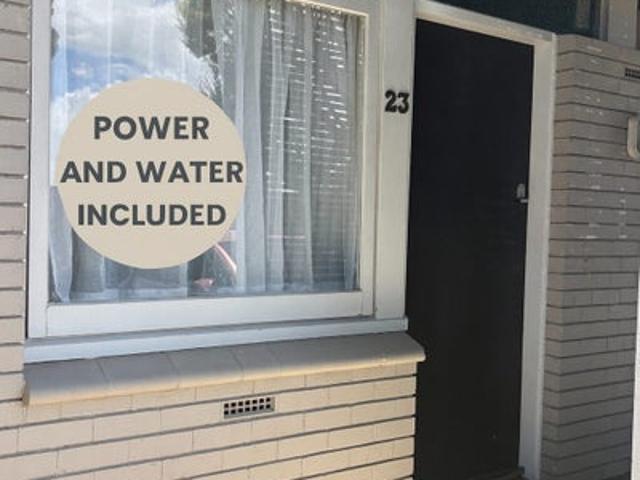 POWER
AND WATER
INCLUDED
23